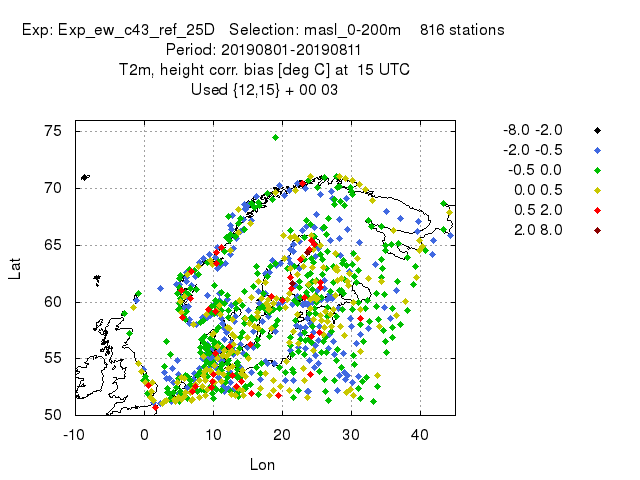 Exp: Exp_ew_c43_ref_25D   Selection: masl_0-200m    816 stations
Period: 20190801-20190811
T2m, height corr. bias [deg C] at  15 UTC
Used {12,15} + 00 03
-8.0 -2.0
-2.0 -0.5
-0.5 0.0
0.0 0.5
0.5 2.0
2.0 8.0
75
70
65
60
55
50
Lat
-10 0 10 20 30 40
Lon